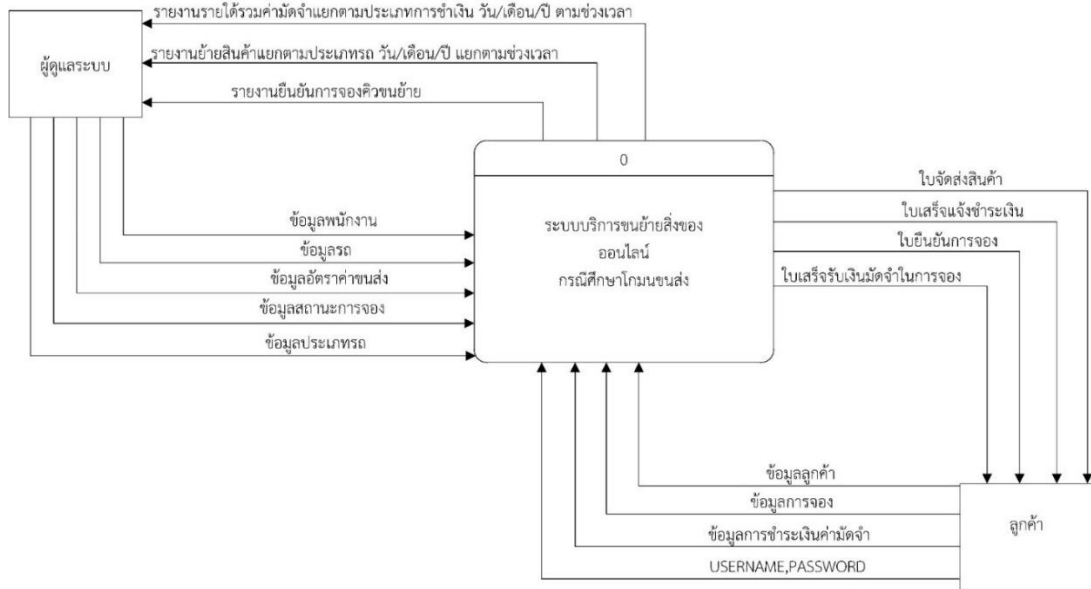 รายงานรายได้รวมค่ามัดจำแยกตามประเภทการชำเงิน วัน/เดือน/ปี ตามช่วงเวลา
รายงานย้ายสินค้าแยกตามประเภทรถ วัน/เดือน/ปี แยกตามช่วงเวลา
ผู้ดูแลระบบ
รายงานยืนยันการจองคิวขนย้าย
0
ระบบบริการขนย้ายสิ่งของ
ออนไลน์
กรณีศึกษาโกมนขนส่ง
ข้อมูลพนักงาน
ข้อมูลรถ
ข้อมูลอัตราค่าขนส่ง
ข้อมูลสถานะการจอง
ข้อมูลประเภทรถ
ใบจัดส่งสินค้า
ใบเสร็จแจ้งชำระเงิน
ใบยืนยันการจอง
ใบเสร็จรับเงินมัดจำในการจอง
ข้อมูลลูกค้า
ข้อมูลการจอง
ข้อมูลการชำระเงินค่ามัดจำ
USERNAME,PASSWORD
ลูกค้า